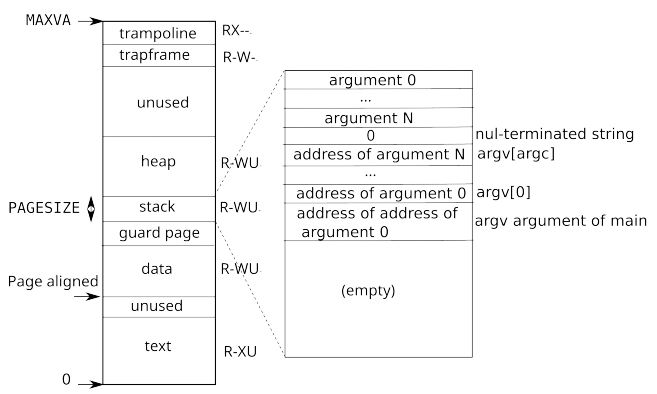 MAXVA
trampoline
RX--
trapframe
R-W-
unused
heap
R-WU
PAGESIZE
stack
R-WU
guard page
data
R-WU
Page aligned
unused
text
R-XU
0
argument 0
...
argument N
0
nul-terminated string
address of argument N
argv[argc]
...
address of argument 0
argv[0]
address of address of
argument 0
argv argument of main
(empty)